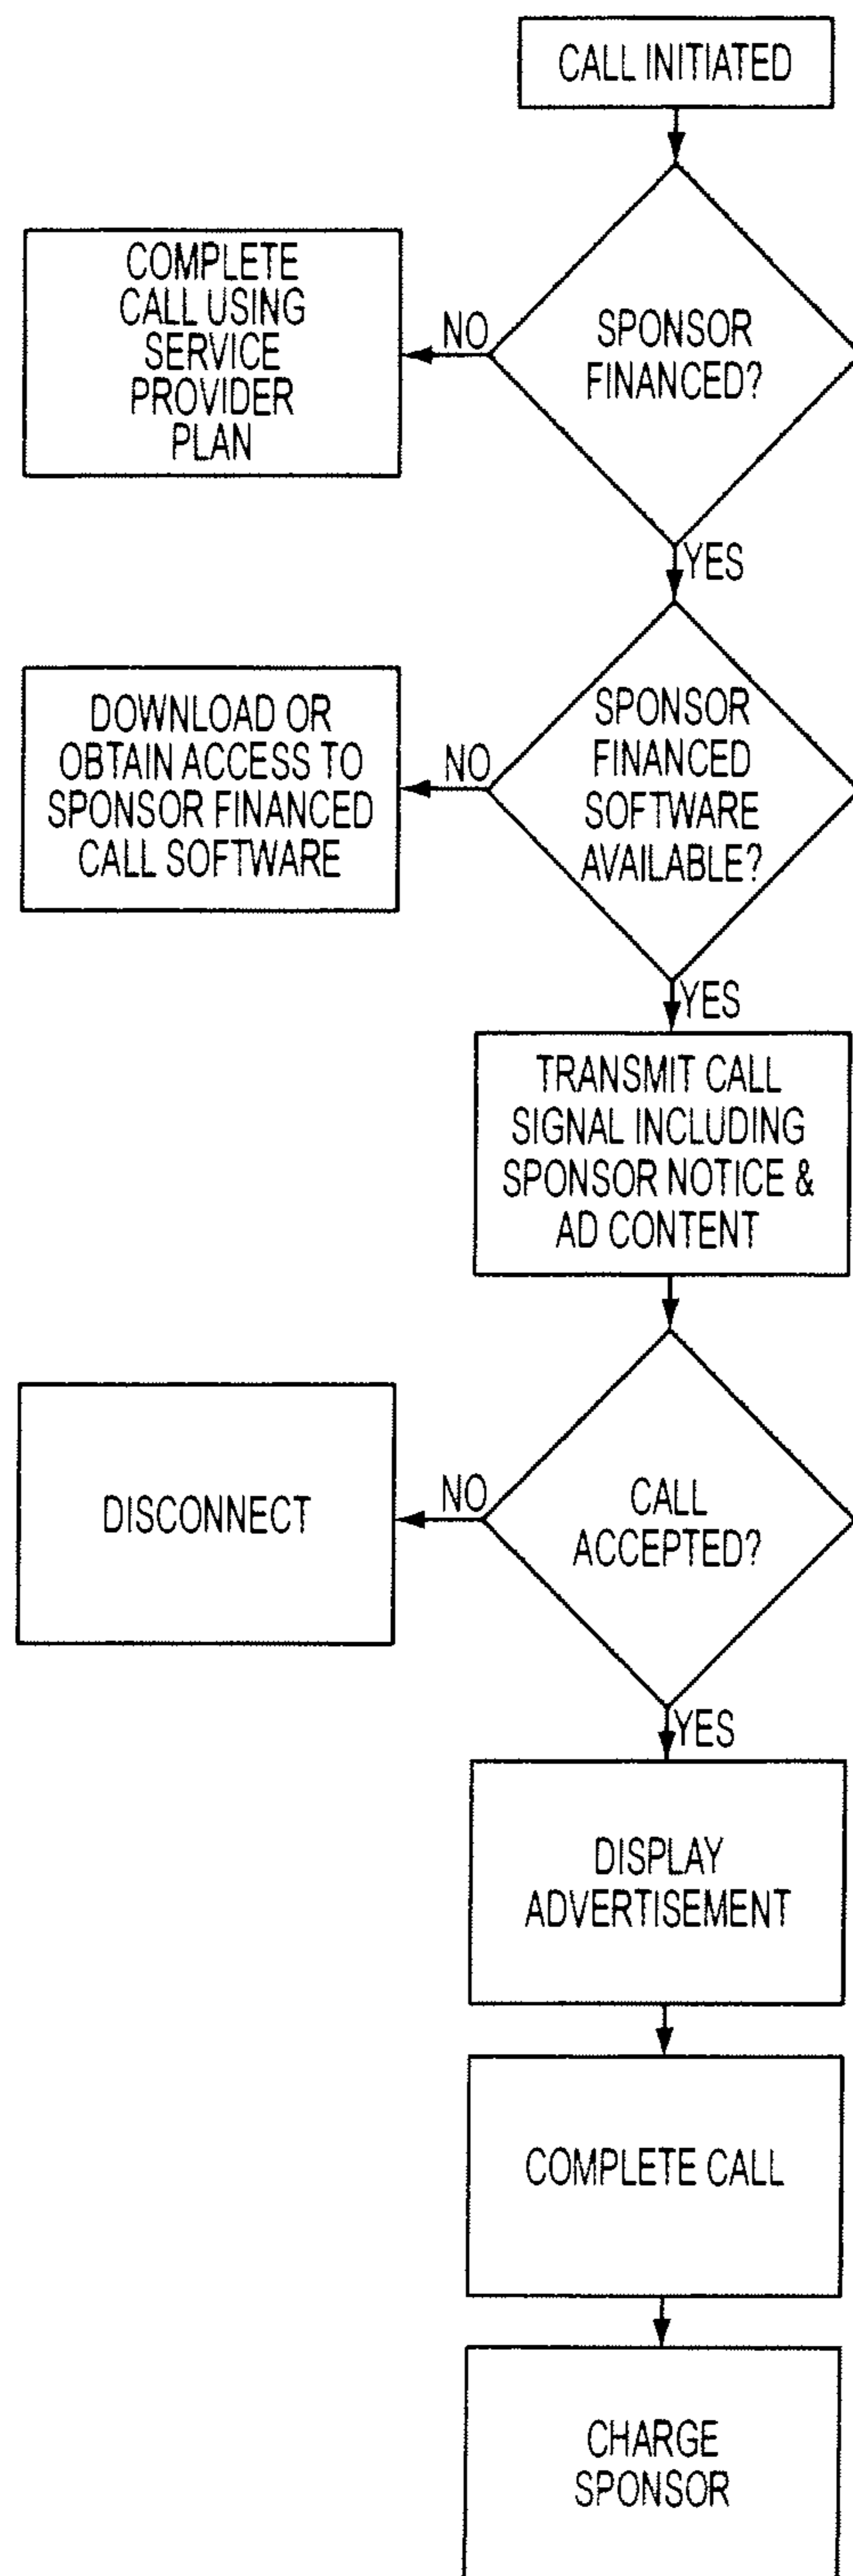 CALL INITIATED
SPONSOR
FINANCED?
NO
COMPLETE
CALL USING
SERVICE
PROVIDER
PLAN
YES
SPONSOR
FINANCED
SOFTWARE
AVAILABLE?
NO
DOWNLOAD OR
OBTAIN ACCESS TO
SPONSOR FINANCED
CALL SOFTWARE
YES
TRANSMIT CALL
SIGNAL INCLUDING
SPONSOR NOTICE &
AD CONTENT
CALL
ACCEPTED?
NO
DISCONNECT
YES
DISPLAY
ADVERTISEMENT
COMPLETE CALL
CHARGE
SPONSOR